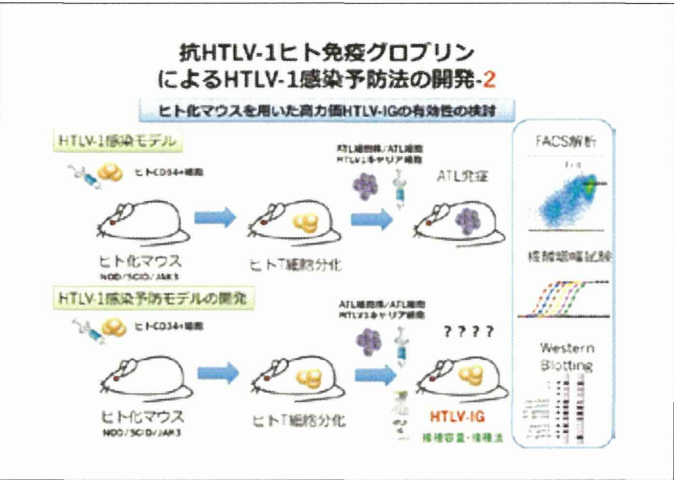 抗HTLV-1ヒト免疫グロブリン
によるHTLV-1感染予防法の開発-2
ヒト化マウスを用いた高力価HTLV-IGの有効性の検討
HTLV-1感染モデル
ヒトCD34+細胞
ATL細胞株/ATL細胞
HTLV1キャリア細胞
ATL発症
ヒト化マウス
NOD/SCID/JAK3
ヒトT細胞分化
HTLV-1感染予防モデルの開発
ヒトCD34+細胞
ATL細胞株/ATL細胞
HTLV1キャリア細胞
????
ヒト化マウス
NOD/SCID/JAK3
ヒトT細胞分化
HTLV-IG
接種容量・接種法
FACS解析
核酸増幅試験
Western
Blotting